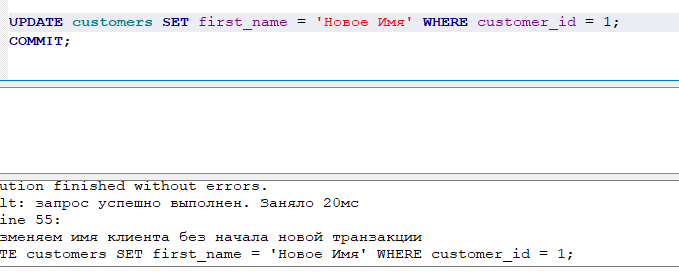 UPDATE customers SET first_name = 'Новое Имя' WHERE customer_id = 1;
COMMIT;
ution finished without errors.
lt: запрос успешно выполнен. Заняло 20мс
ine 55:
зменяем имя клиента без начала новой транзакции
TE customers SET first_name = 'Новое Имя' WHERE customer_id = 1;